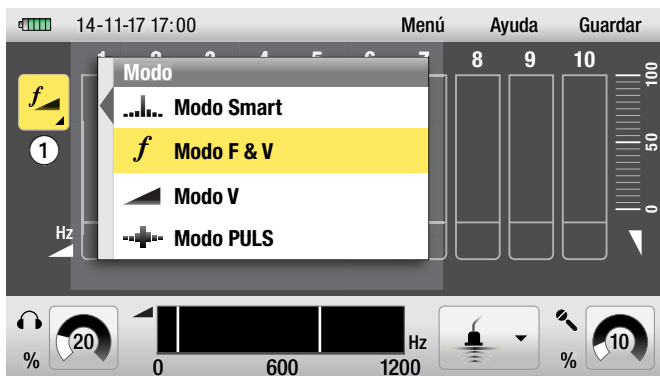 14-11-17 17:00 Menú Ayuda Guardar
8 9 10
Modo
Modo Smart
f Modo F & V
Modo V
Modo PULS
f
1
Hz
100
50
0
20
%
0 600 1200
Hz
10
%